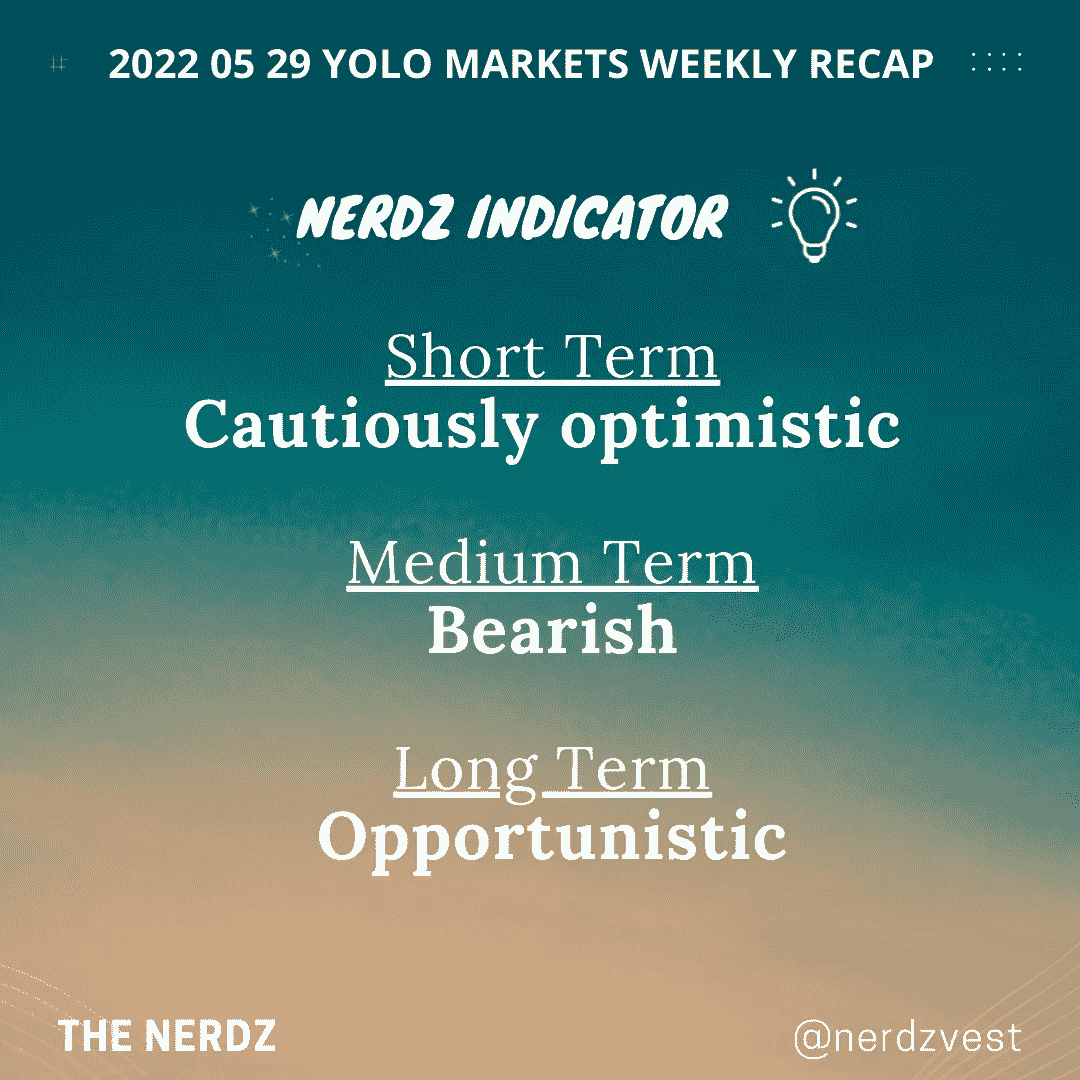 2022 05 29 YOLO MARKETS WEEKLY RECAP
NERDZ INDICATOR
Short Term
Cautiously optimistic
Medium Term
Bearish
Long Term
Opportunistic
THE NERDZ
@nerdzvest